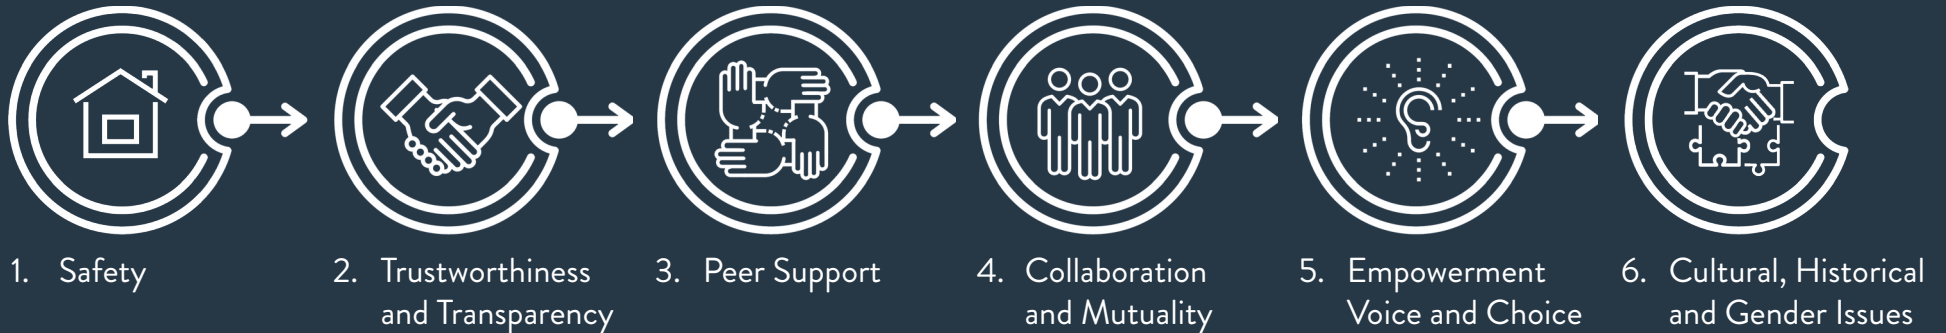 1. Safety
2. Trustworthiness
and Transparency
3. Peer Support
4. Collaboration
and Mutuality
5. Empowerment
Voice and Choice
6. Cultural, Historical
and Gender Issues